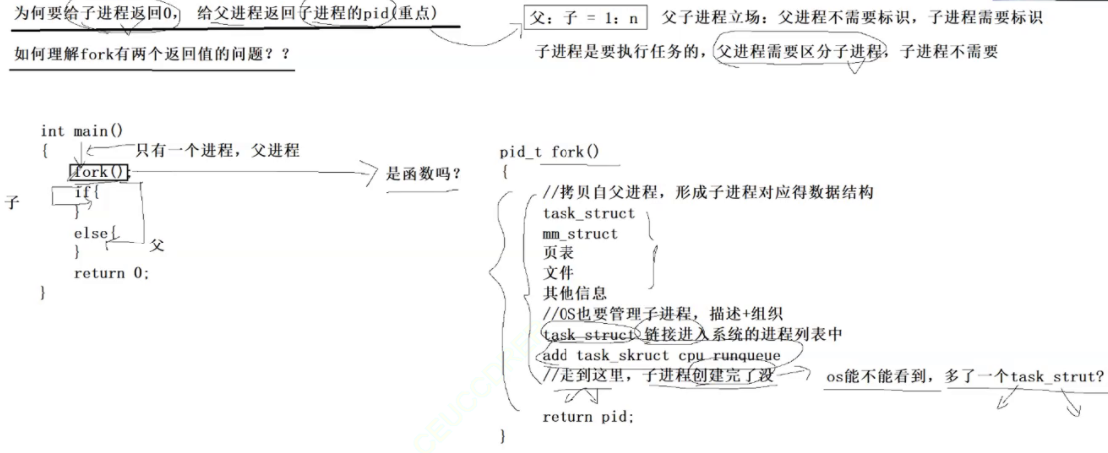 为何要给子进程返回0， 给父进程返回子进程的pid(重点)
父：子 = 1：n
父子进程立场：父进程不需要标识，子进程需要标识
如何理解fork有两个返回值的问题？？
子进程是要执行任务的，父进程需要区分子进程，子进程不需要
int main()
{
只有一个进程，父进程
fork();
是函数吗？
子
if{
}
else{
父
}
return 0;
}
pid_t fork()
{
//拷贝自父进程，形成子进程对应得数据结构
task_struct
mm_struct
页表
文件
其他信息
//OS也要管理子进程，描述+组织
task_struct 链接进入系统的进程列表中
add task_skruct cpu runqueue
//走到这里，子进程创建完了没
os能不能看到，多了一个task_strut?
return pid;
}